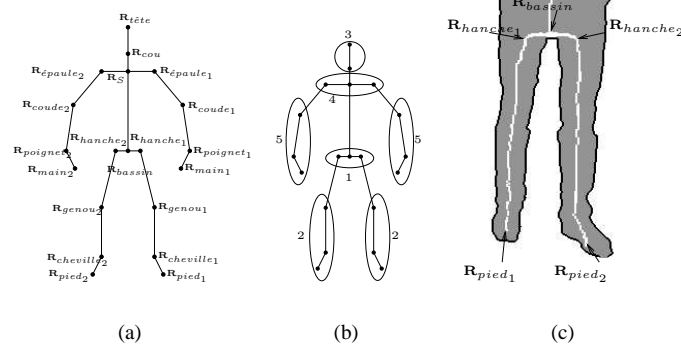 R_tête
R_cou
R_épaule_2 R_S R_épaule_1
R_coude_2 R_coude_1
R_hanche_2 R_hanche_1
R_poignet_2 R_poignet_1
R_main_2 R_bassin R_main_1
R_genou_2 R_genou_1
R_cheville_2 R_cheville_1
R_pied_2 R_pied_1
(a)
3
4
5 5
1
2 2
(b)
R_bassin
R_hanche_1 R_hanche_2
R_pied_1 R_pied_2
(c)